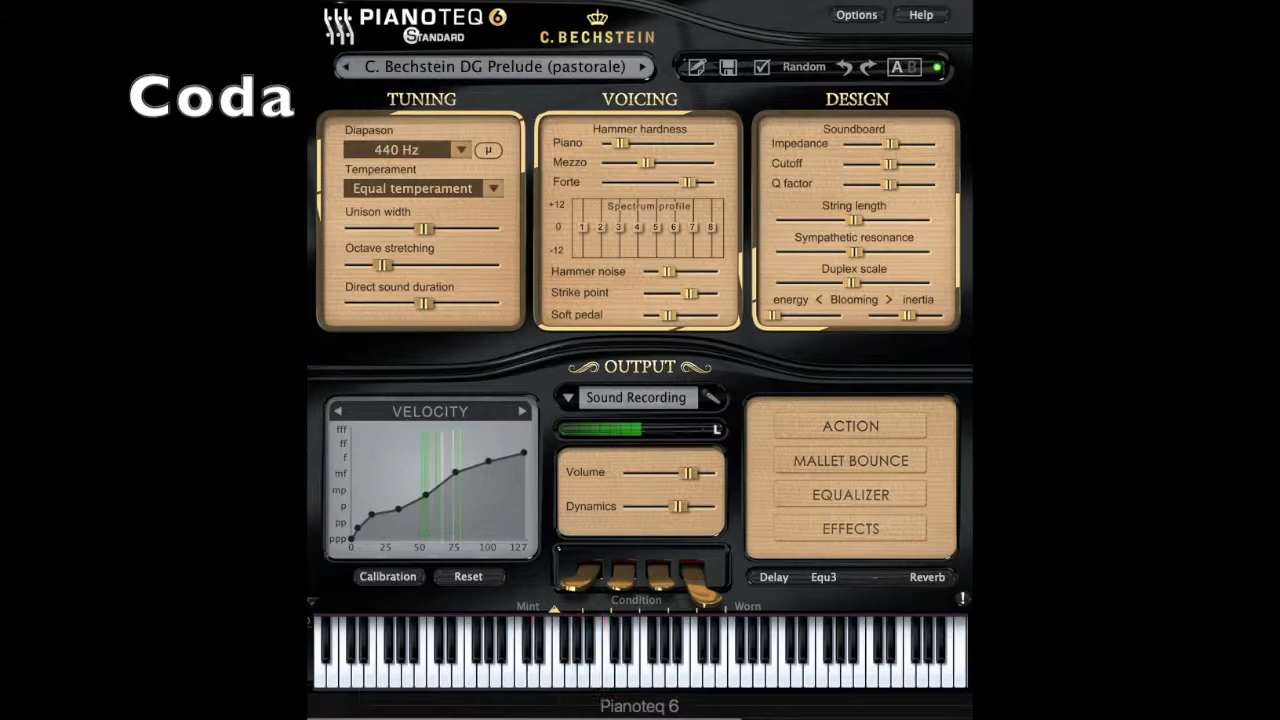 Coda
PIANOTEQ 6
STANDARD
C. BECHSTEIN
Options
Help
C. Bechstein DG Prelude (pastorale)
Random
A B
TUNING
Diapason
440 Hz
µ
Temperament
Equal temperament
Unison width
Octave stretching
Direct sound duration
VOICING
Hammer hardness
Piano
Mezzo
Forte
+12
0
-12
Spectrum profile
1 2 3 4 5 6 7 8
Hammer noise
Strike point
Soft pedal
DESIGN
Soundboard
Impedance
Cutoff
Q factor
String length
Sympathetic resonance
Duplex scale
energy < Blooming > inertia
OUTPUT
VELOCITY
fff
ff
f
mf
mp
p
pp
ppp
0 25 50 75 100 127
Calibration
Reset
Sound Recording
L
Volume
Dynamics
ACTION
MALLET BOUNCE
EQUALIZER
EFFECTS
Delay
Equ3
-
Reverb
Mint
Condition
Worn
!
Pianoteq 6